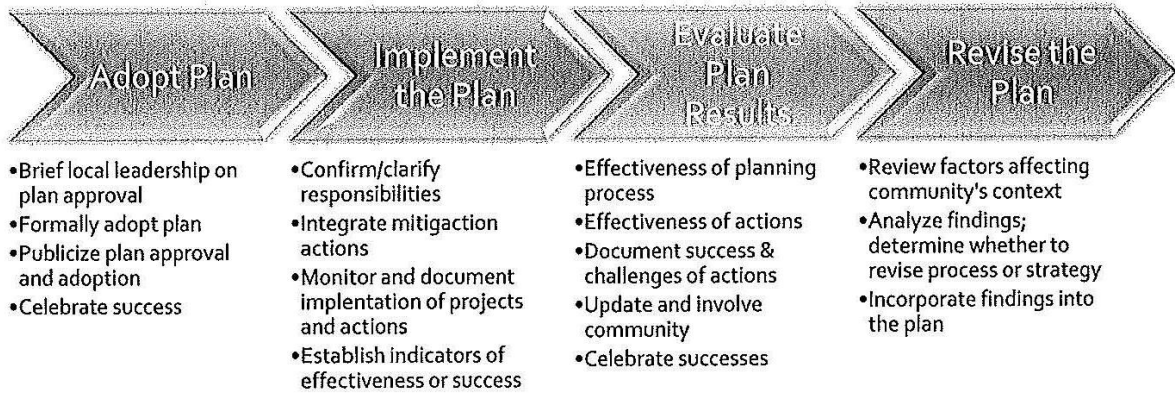 Adopt Plan
•Brief local leadership on
plan approval
•Formally adopt plan
•Publicize plan approval
and adoption
•Celebrate success
Implement
the Plan
•Confirm/clarify
responsibilities
•Integrate mitigaction
actions
•Monitor and document
implentation of projects
and actions
•Establish indicators of
effectiveness or success
Evaluate
Plan
Results
•Effectiveness of planning
process
•Effectiveness of actions
•Document success &
challenges of actions
•Update and involve
community
•Celebrate successes
Revise the
Plan
•Review factors affecting
community's context
•Analyze findings;
determine whether to
revise process or strategy
•Incorporate findings into
the plan